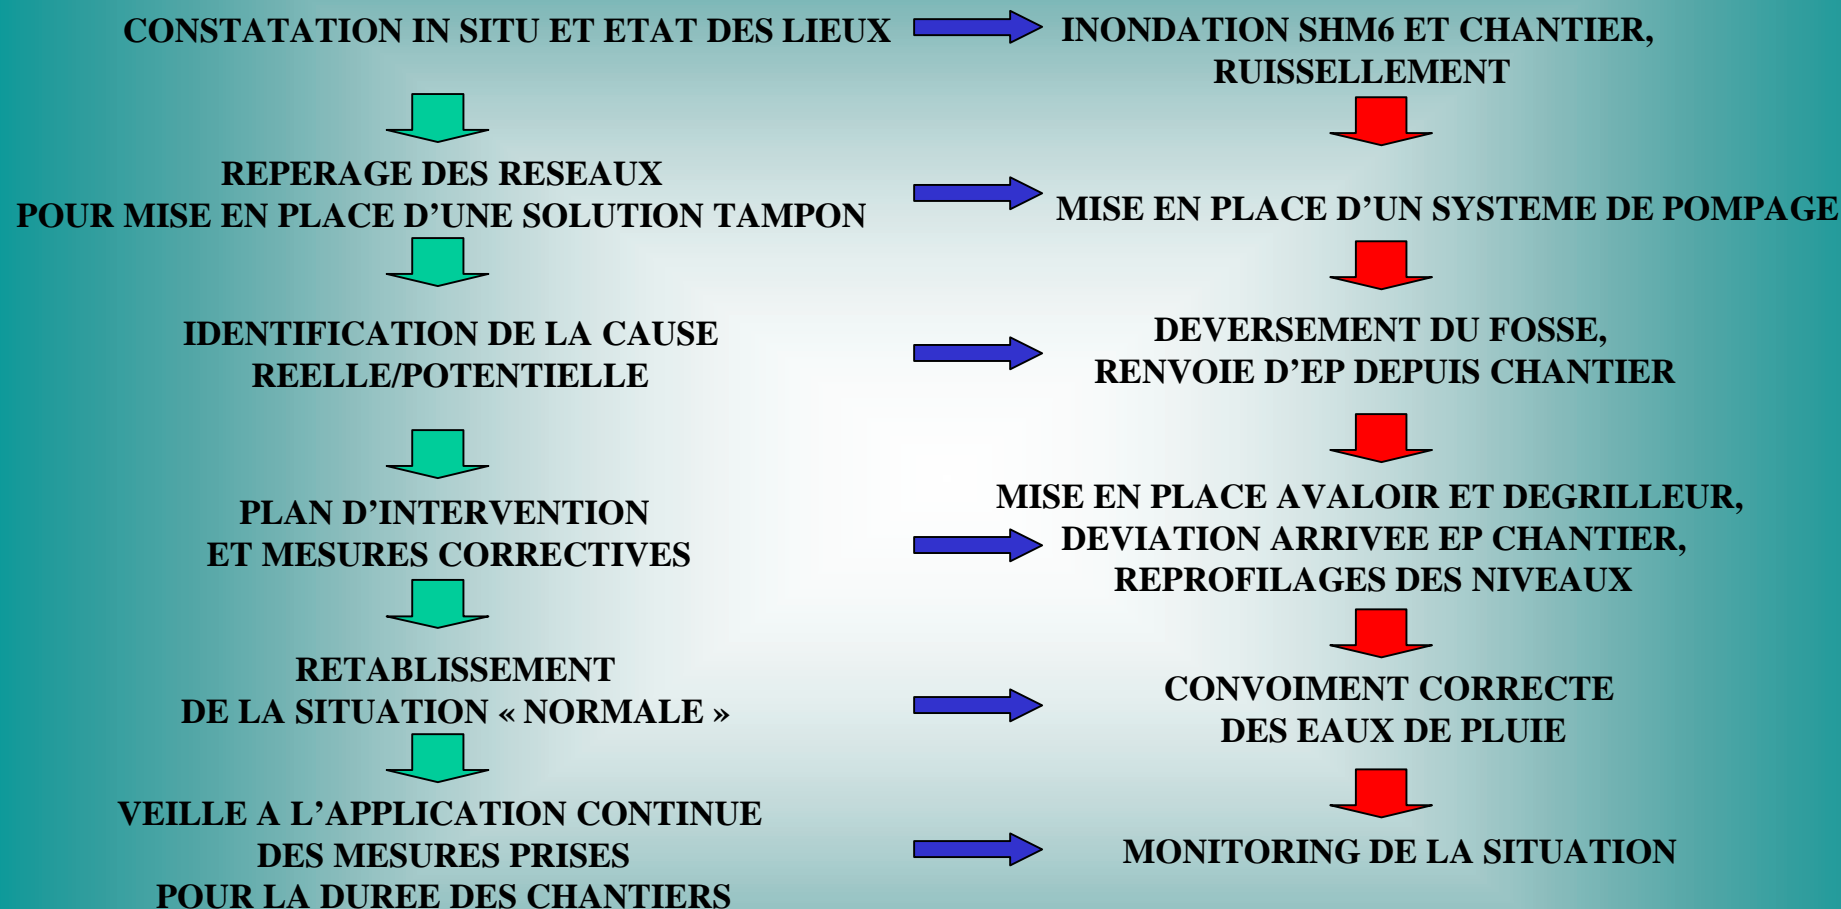 CONSTATATION IN SITU ET ETAT DES LIEUX
INONDATION SHM6 ET CHANTIER,
RUISSELLEMENT
REPERAGE DES RESEAUX
POUR MISE EN PLACE D’UNE SOLUTION TAMPON
MISE EN PLACE D’UN SYSTEME DE POMPAGE
IDENTIFICATION DE LA CAUSE
REELLE/POTENTIELLE
DEVERSEMENT DU FOSSE,
RENVOIE D’EP DEPUIS CHANTIER
PLAN D’INTERVENTION
ET MESURES CORRECTIVES
MISE EN PLACE AVALOIR ET DEGRILLEUR,
DEVIATION ARRIVEE EP CHANTIER,
REPROFILAGES DES NIVEAUX
RETABLISSEMENT
DE LA SITUATION « NORMALE »
CONVOIMENT CORRECTE
DES EAUX DE PLUIE
VEILLE A L’APPLICATION CONTINUE
DES MESURES PRISES
POUR LA DUREE DES CHANTIERS
MONITORING DE LA SITUATION